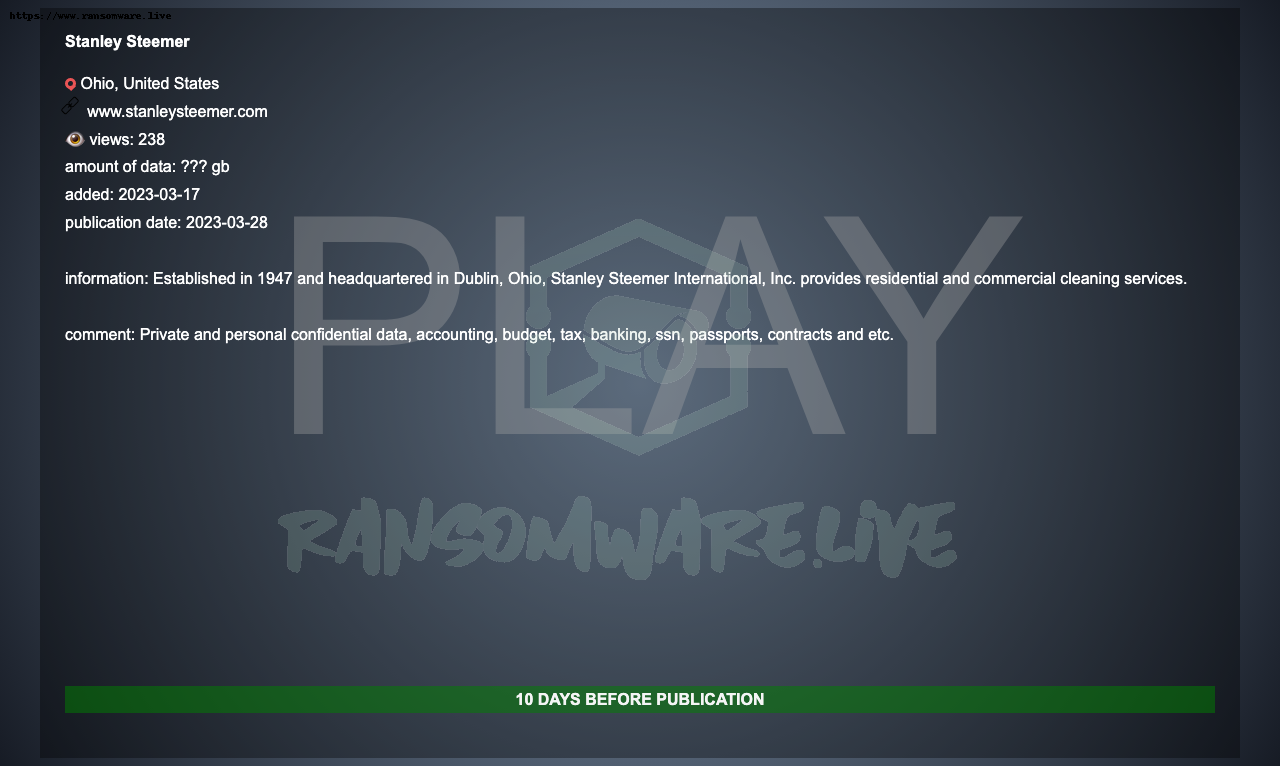 https://www.ransomware.live
Stanley Steemer
Ohio, United States
www.stanleysteemer.com
views: 238
amount of data: ??? gb
added: 2023-03-17
publication date: 2023-03-28
information: Established in 1947 and headquartered in Dublin, Ohio, Stanley Steemer International, Inc. provides residential and commercial cleaning services.
comment: Private and personal confidential data, accounting, budget, tax, banking, ssn, passports, contracts and etc.
PLAY
RANSOMWARE.LIVE
10 DAYS BEFORE PUBLICATION